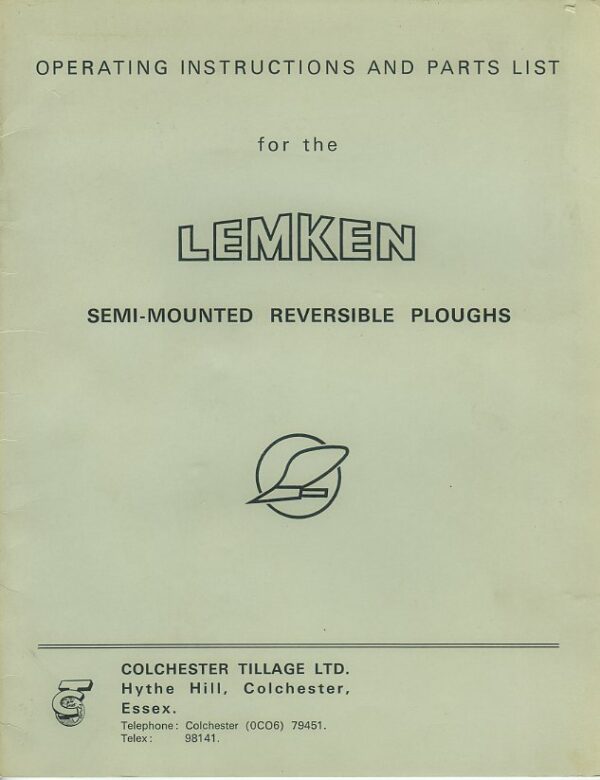 OPERATING INSTRUCTIONS AND PARTS LIST
for the
LEMKEN
SEMI-MOUNTED REVERSIBLE PLOUGHS
COLCHESTER TILLAGE LTD.
Hythe Hill, Colchester,
Essex.
Telephone: Colchester (0CO6) 79451.
Telex: 98141.